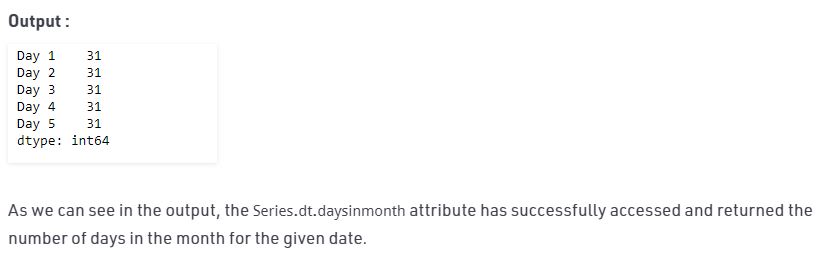 Output :
Day 1    31
Day 2    31
Day 3    31
Day 4    31
Day 5    31
dtype: int64
As we can see in the output, the Series.dt.daysinmonth attribute has successfully accessed and returned the
number of days in the month for the given date.